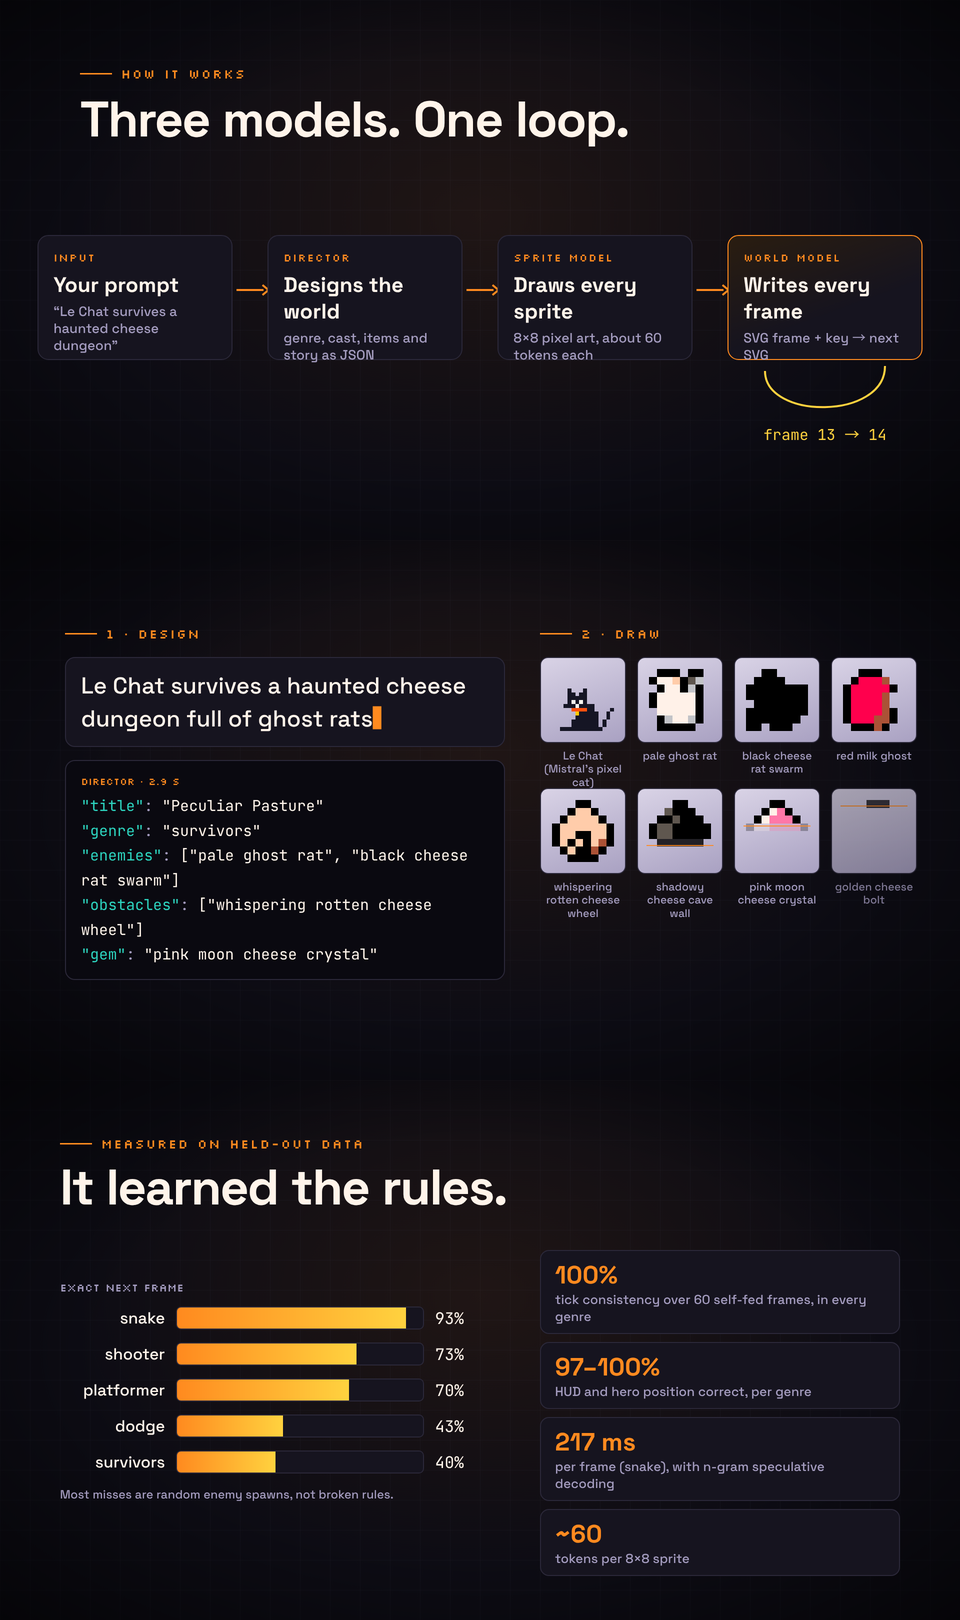 HOW IT WORKS
Three models. One loop.
INPUT
Your prompt
“Le Chat survives a
haunted cheese
dungeon”
DIRECTOR
Designs the
world
genre, cast, items and
story as JSON
SPRITE MODEL
Draws every
sprite
8×8 pixel art, about 60
tokens each
WORLD MODEL
Writes every
frame
SVG frame + key → next
SVG
frame 13 → 14
1 · DESIGN
Le Chat survives a haunted cheese
dungeon full of ghost rats
DIRECTOR · 2.9 S
"title": "Peculiar Pasture"
"genre": "survivors"
"enemies": ["pale ghost rat", "black cheese
rat swarm"]
"obstacles": ["whispering rotten cheese
wheel"]
"gem": "pink moon cheese crystal"
2 · DRAW
Le Chat
(Mistral's pixel
cat)
pale ghost rat
black cheese
rat swarm
red milk ghost
whispering
rotten cheese
wheel
shadowy
cheese cave
wall
pink moon
cheese crystal
golden cheese
bolt
MEASURED ON HELD-OUT DATA
It learned the rules.
EXACT NEXT FRAME
snake 93%
shooter 73%
platformer 70%
dodge 43%
survivors 40%
Most misses are random enemy spawns, not broken rules.
100%
tick consistency over 60 self-fed frames, in every
genre
97–100%
HUD and hero position correct, per genre
217 ms
per frame (snake), with n-gram speculative
decoding
~60
tokens per 8×8 sprite